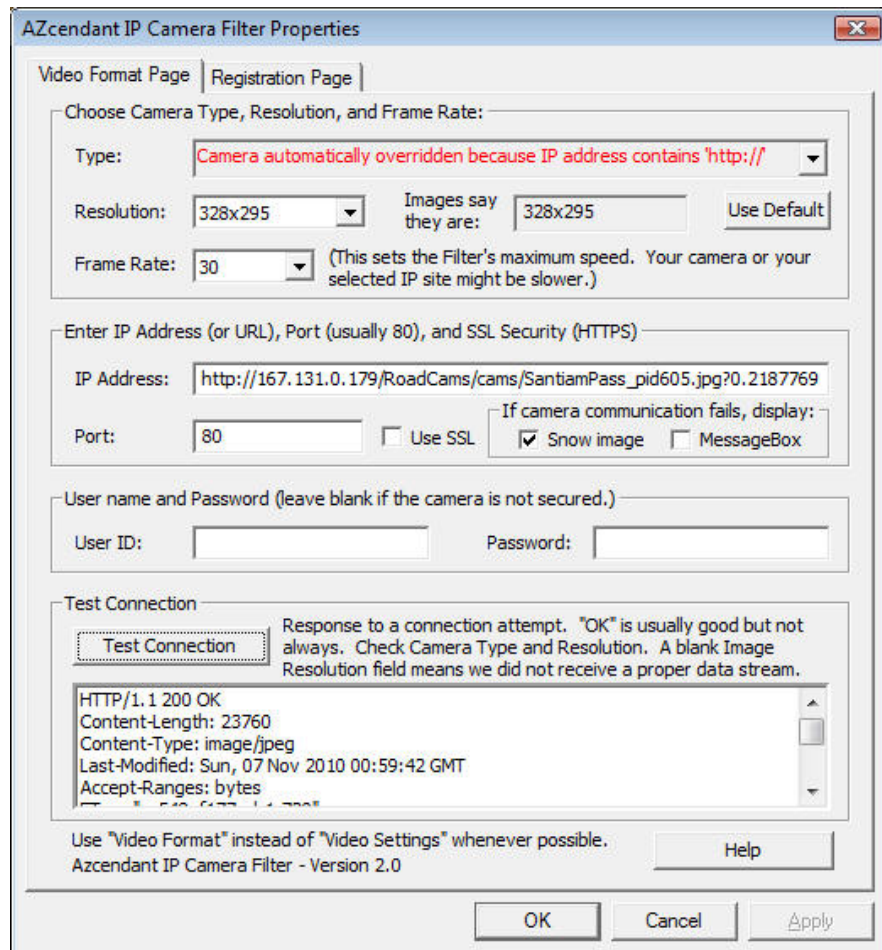 AZcendant IP Camera Filter Properties
Video Format Page
Registration Page
Choose Camera Type, Resolution, and Frame Rate:
Type:
Camera automatically overridden because IP address contains 'http://'
Resolution:
328x295
Images say
they are:
328x295
Use Default
Frame Rate:
30
(This sets the Filter's maximum speed. Your camera or your
selected IP site might be slower.)
Enter IP Address (or URL), Port (usually 80), and SSL Security (HTTPS)
IP Address:
http://167.131.0.179/RoadCams/cams/SantiamPass_pid605.jpg?0.2187769
If camera communication fails, display:
Port:
80
Use SSL
Snow image
MessageBox
User name and Password (leave blank if the camera is not secured.)
User ID:
Password:
Test Connection
Test Connection
Response to a connection attempt. "OK" is usually good but not
always. Check Camera Type and Resolution. A blank Image
Resolution field means we did not receive a proper data stream.
HTTP/1.1 200 OK
Content-Length: 23760
Content-Type: image/jpeg
Last-Modified: Sun, 07 Nov 2010 00:59:42 GMT
Accept-Ranges: bytes
Use "Video Format" instead of "Video Settings" whenever possible.
Azcendant IP Camera Filter - Version 2.0
Help
OK
Cancel
Apply